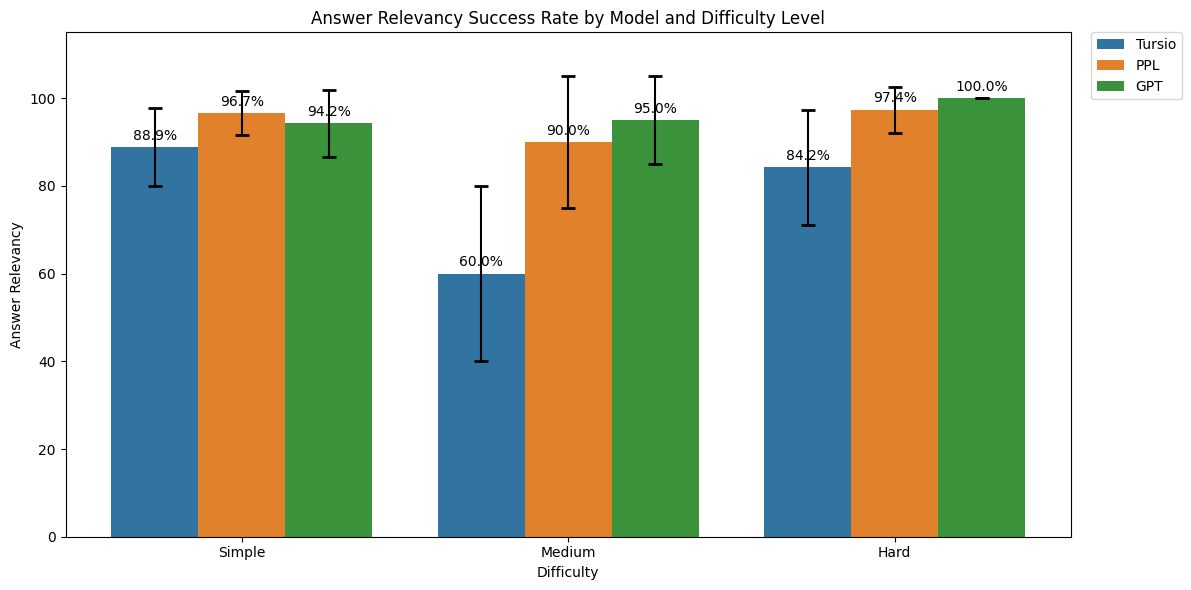 Answer Relevancy Success Rate by Model and Difficulty Level
Tursio
PPL
GPT
Answer Relevancy
100
80
60
40
20
0
88.9%
96.7%
94.2%
60.0%
90.0%
95.0%
84.2%
97.4%
100.0%
Simple
Medium
Hard
Difficulty